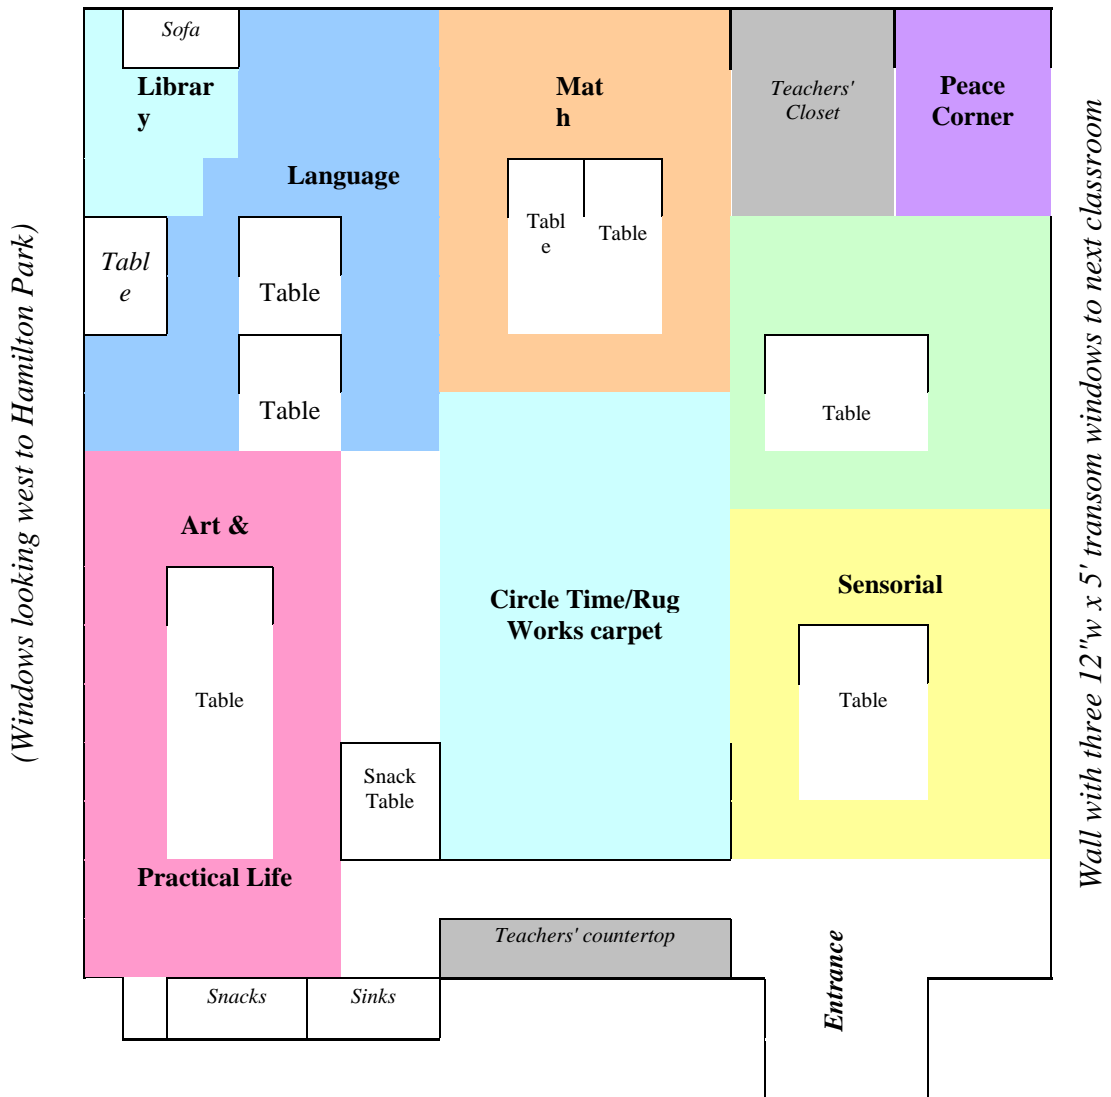 Sofa
Librar
y
Mat
h
Teachers'
Closet
Peace
Corner
Language
Tabl
e
Table
Tabl
e
Table
Table
Table
(Windows looking west to Hamilton Park)
Wall with three 12"w x 5' transom windows to next classroom
Art &
Circle Time/Rug
Works carpet
Sensorial
Table
Table
Snack
Table
Practical Life
Teachers' countertop
Entrance
Snacks
Sinks